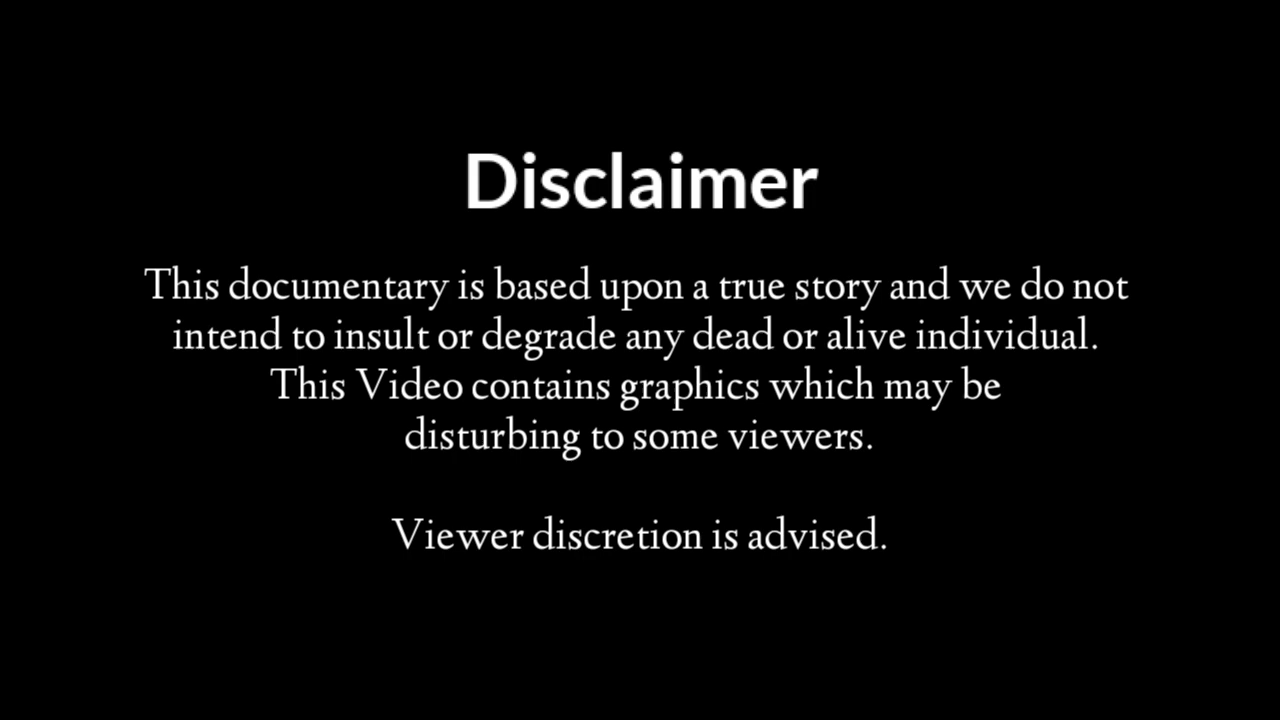 Disclaimer
This documentary is based upon a true story and we do not
intend to insult or degrade any dead or alive individual.
This Video contains graphics which may be
disturbing to some viewers.
Viewer discretion is advised.